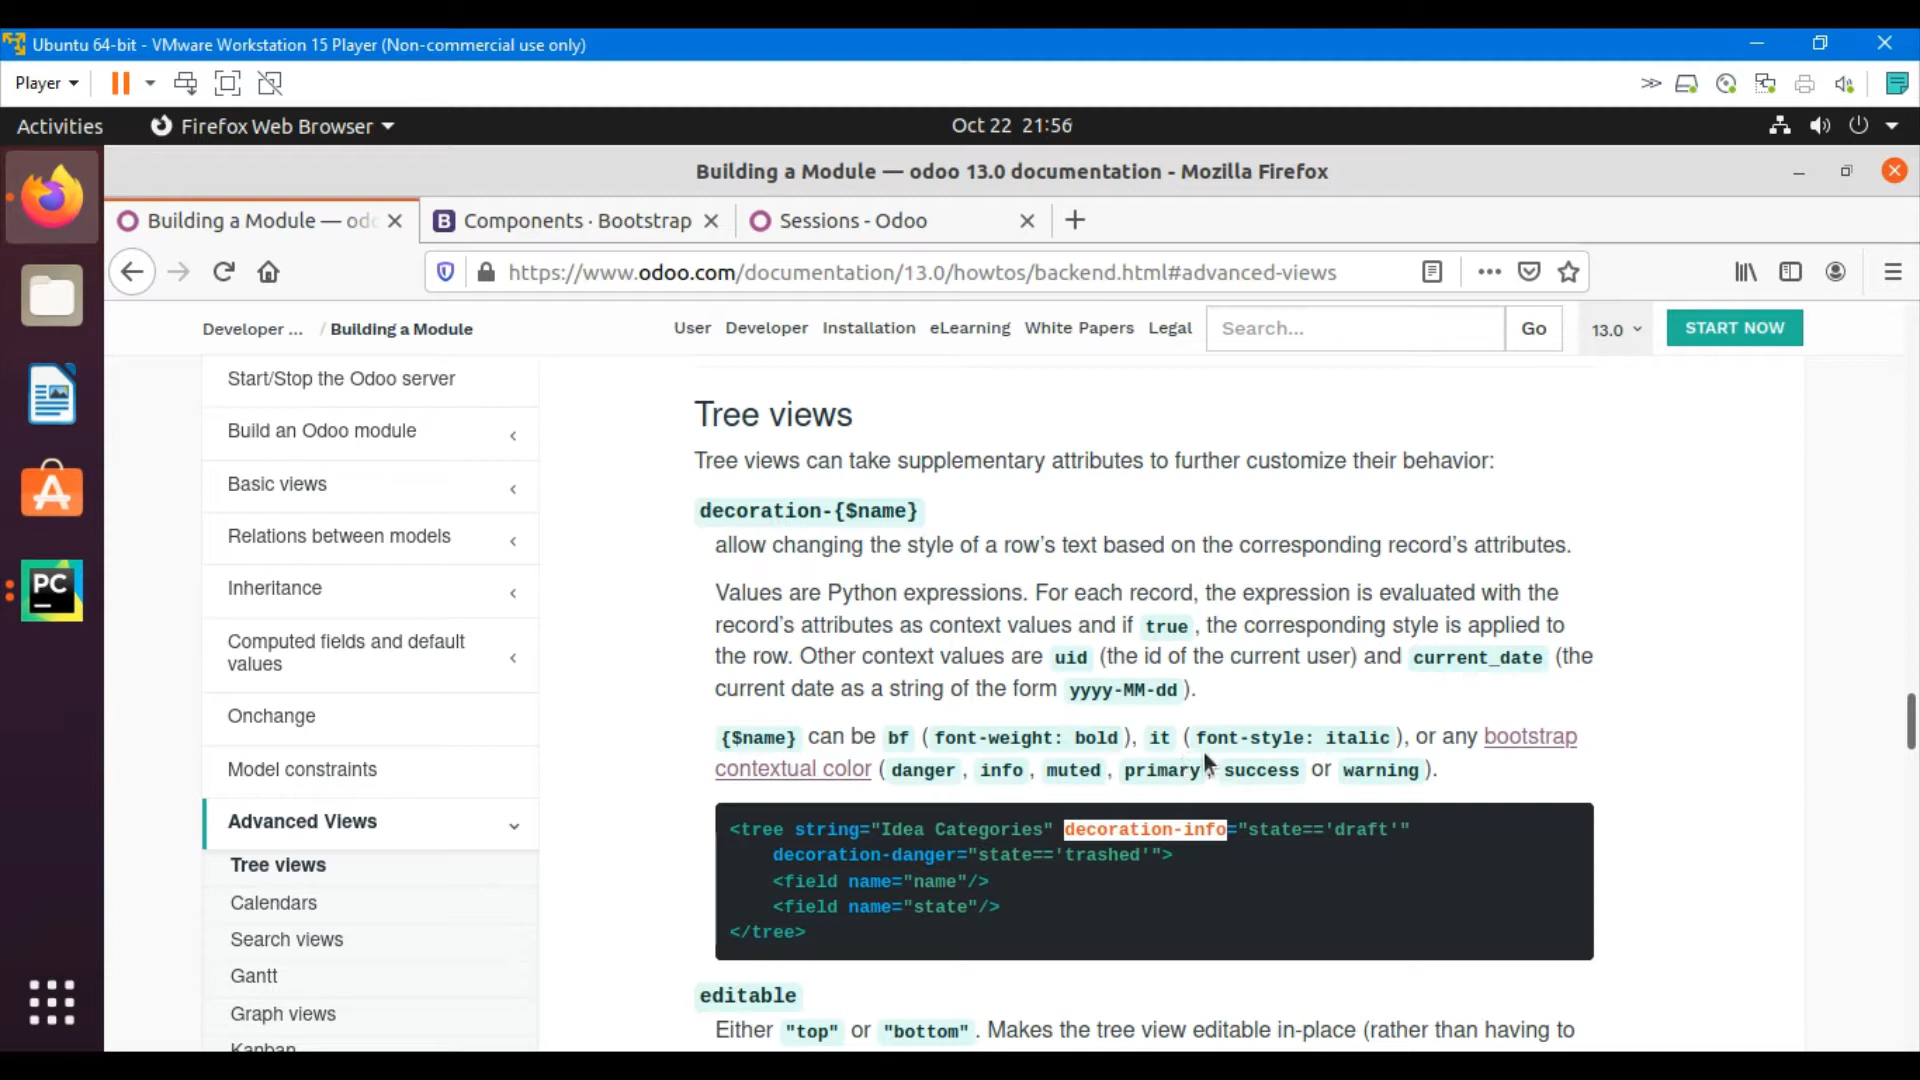 Ubuntu 64-bit - VMware Workstation 15 Player (Non-commercial use only)
Player
Activities
Firefox Web Browser
Oct 22 21:56
Building a Module — odoo 13.0 documentation - Mozilla Firefox
Building a Module — odo
Components · Bootstrap
Sessions - Odoo
https://www.odoo.com/documentation/13.0/howtos/backend.html#advanced-views
Developer ... / Building a Module
User Developer Installation eLearning White Papers Legal
Search...
Go
13.0
START NOW
Start/Stop the Odoo server
Build an Odoo module
Basic views
Relations between models
Inheritance
Computed fields and default
values
Onchange
Model constraints
Advanced Views
Tree views
Calendars
Search views
Gantt
Graph views
Kanban
Tree views
Tree views can take supplementary attributes to further customize their behavior:
decoration-{$name}
allow changing the style of a row's text based on the corresponding record's attributes.
Values are Python expressions. For each record, the expression is evaluated with the
record's attributes as context values and if true, the corresponding style is applied to
the row. Other context values are uid (the id of the current user) and current_date (the
current date as a string of the form yyyy-MM-dd).
{$name} can be bf (font-weight: bold), it (font-style: italic), or any bootstrap
contextual color (danger, info, muted, primary, success or warning).
<tree string="Idea Categories" decoration-info="state=='draft'"
decoration-danger="state=='trashed'">
<field name="name"/>
<field name="state"/>
</tree>
editable
Either "top" or "bottom". Makes the tree view editable in-place (rather than having to
PC